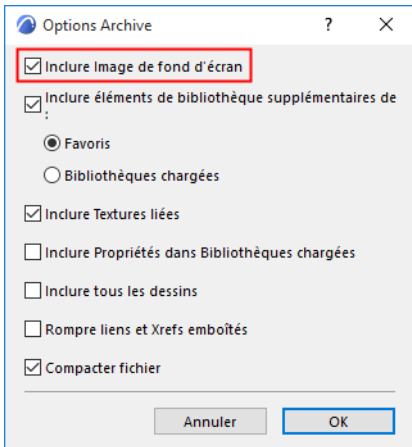 Options Archive ?
Inclure Image de fond d'écran
Inclure éléments de bibliothèque supplémentaires de
:
Favoris
Bibliothèques chargées
Inclure Textures liées
Inclure Propriétés dans Bibliothèques chargées
Inclure tous les dessins
Rompre liens et Xrefs emboîtés
Compacter fichier
Annuler OK